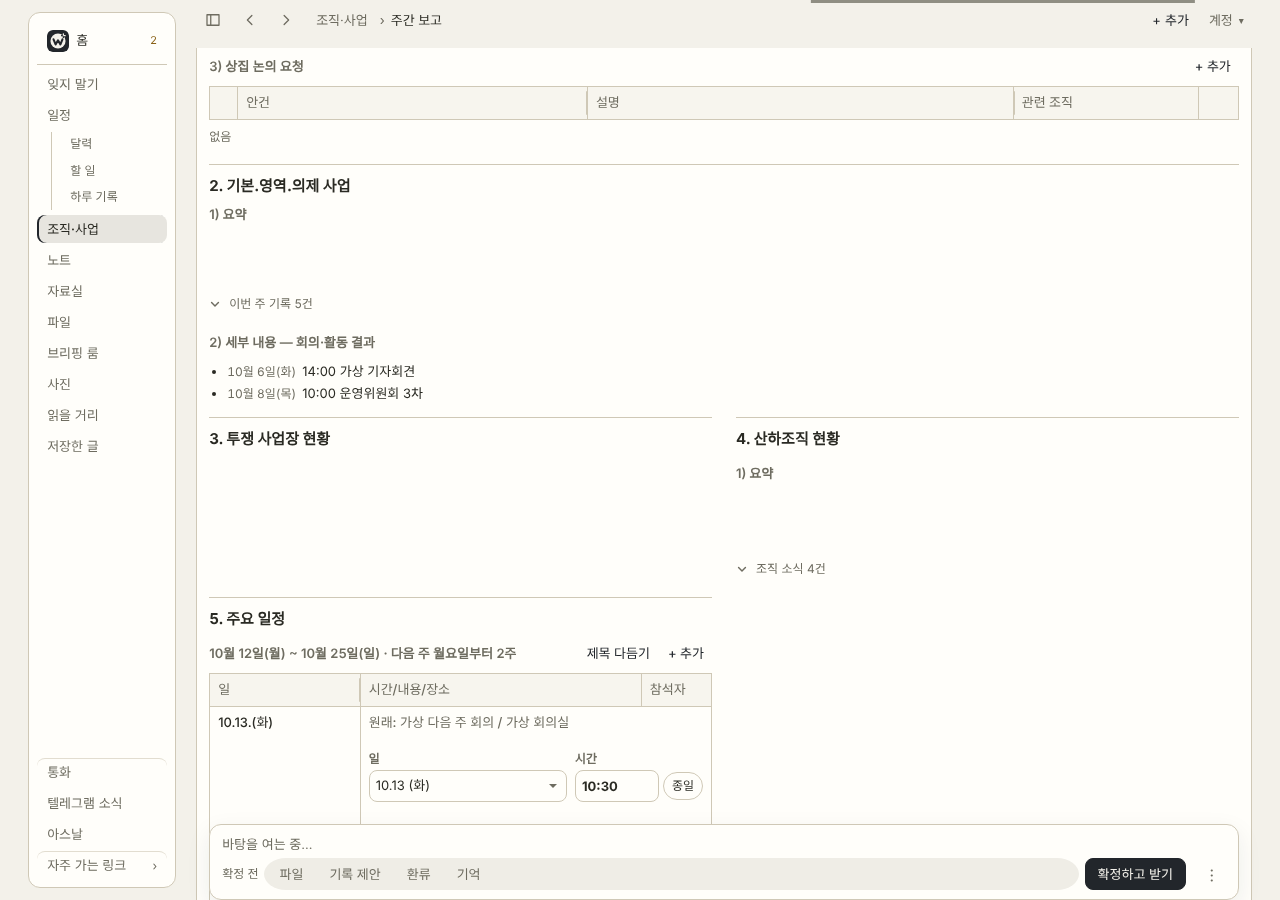 홈 2
잊지 말기
일정
달력
할 일
하루 기록
조직·사업
노트
자료실
파일
브리핑 룸
사진
읽을 거리
저장한 글
통화
텔레그램 소식
아스날
자주 가는 링크 ›
조직·사업 › 주간 보고
+ 추가 계정 ▾
3) 상집 논의 요청 + 추가
안건 설명 관련 조직
없음
2. 기본.영역.의제 사업
1) 요약
이번 주 기록 5건
2) 세부 내용 — 회의·활동 결과
• 10월 6일(화) 14:00 가상 기자회견
• 10월 8일(목) 10:00 운영위원회 3차
3. 투쟁 사업장 현황
4. 산하조직 현황
1) 요약
조직 소식 4건
5. 주요 일정
10월 12일(월) ~ 10월 25일(일) · 다음 주 월요일부터 2주 제목 다듬기 + 추가
일 시간/내용/장소 참석자
10.13.(화) 원래: 가상 다음 주 회의 / 가상 회의실
일 시간
10.13 (화) 10:30 종일
바탕을 여는 중...
확정 전 파일 기록 제안 환류 기억 확정하고 받기 ⋮